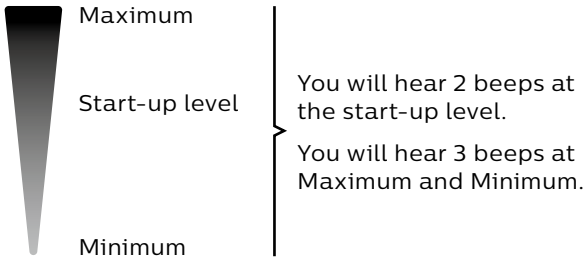 Maximum
Start-up level
Minimum
You will hear 2 beeps at
the start-up level.
You will hear 3 beeps at
Maximum and Minimum.